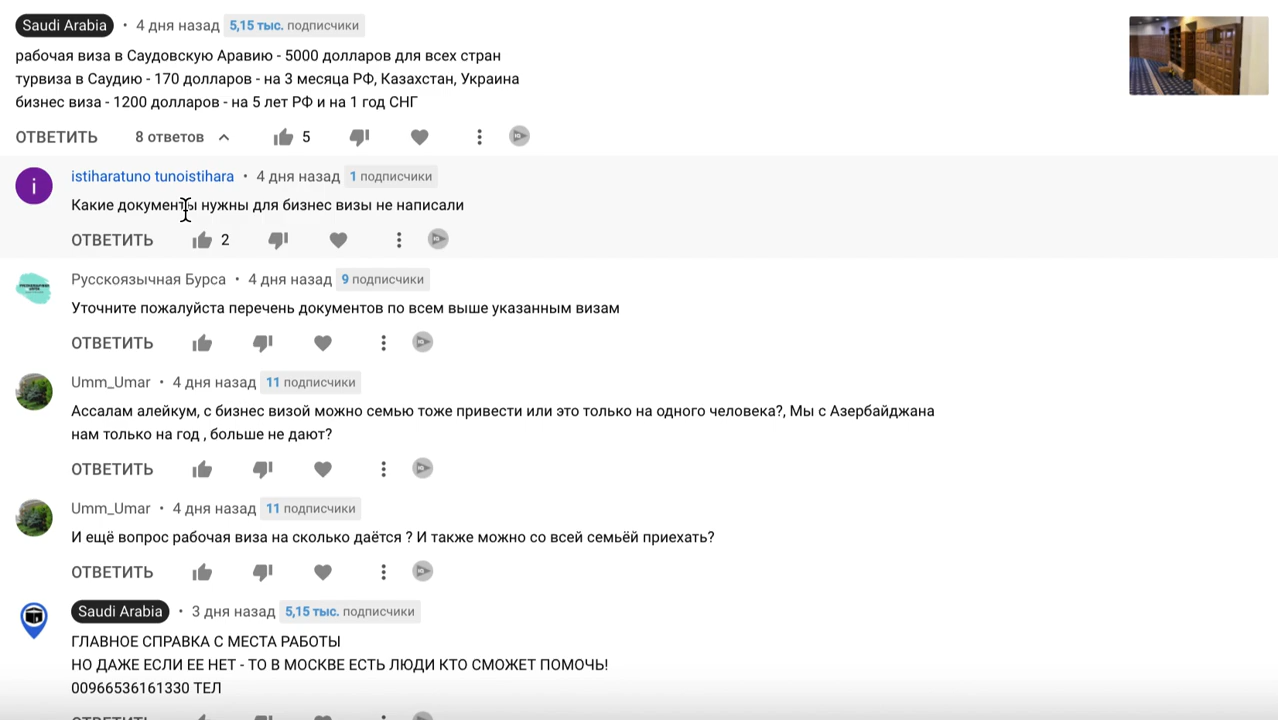 Saudi Arabia • 4 дня назад 5,15 тыс. подписчики
рабочая виза в Саудовскую Аравию - 5000 долларов для всех стран
турвиза в Саудию - 170 долларов - на 3 месяца РФ, Казахстан, Украина
бизнес виза - 1200 долларов - на 5 лет РФ и на 1 год СНГ
ОТВЕТИТЬ 8 ответов 5
i
istiharatuno tunoistihara • 4 дня назад 1 подписчики
Какие документы нужны для бизнес визы не написали
ОТВЕТИТЬ 2
Русскоязычная Бурса • 4 дня назад 9 подписчики
Уточните пожалуйста перечень документов по всем выше указанным визам
ОТВЕТИТЬ
Umm_Umar • 4 дня назад 11 подписчики
Ассалам алейкум, с бизнес визой можно семью тоже привести или это только на одного человека?, Мы с Азербайджана
нам только на год , больше не дают?
ОТВЕТИТЬ
Umm_Umar • 4 дня назад 11 подписчики
И ещё вопрос рабочая виза на сколько даётся ? И также можно со всей семьёй приехать?
ОТВЕТИТЬ
Saudi Arabia • 3 дня назад 5,15 тыс. подписчики
ГЛАВНОЕ СПРАВКА С МЕСТА РАБОТЫ
НО ДАЖЕ ЕСЛИ ЕЕ НЕТ - ТО В МОСКВЕ ЕСТЬ ЛЮДИ КТО СМОЖЕТ ПОМОЧЬ!
00966536161330 ТЕЛ